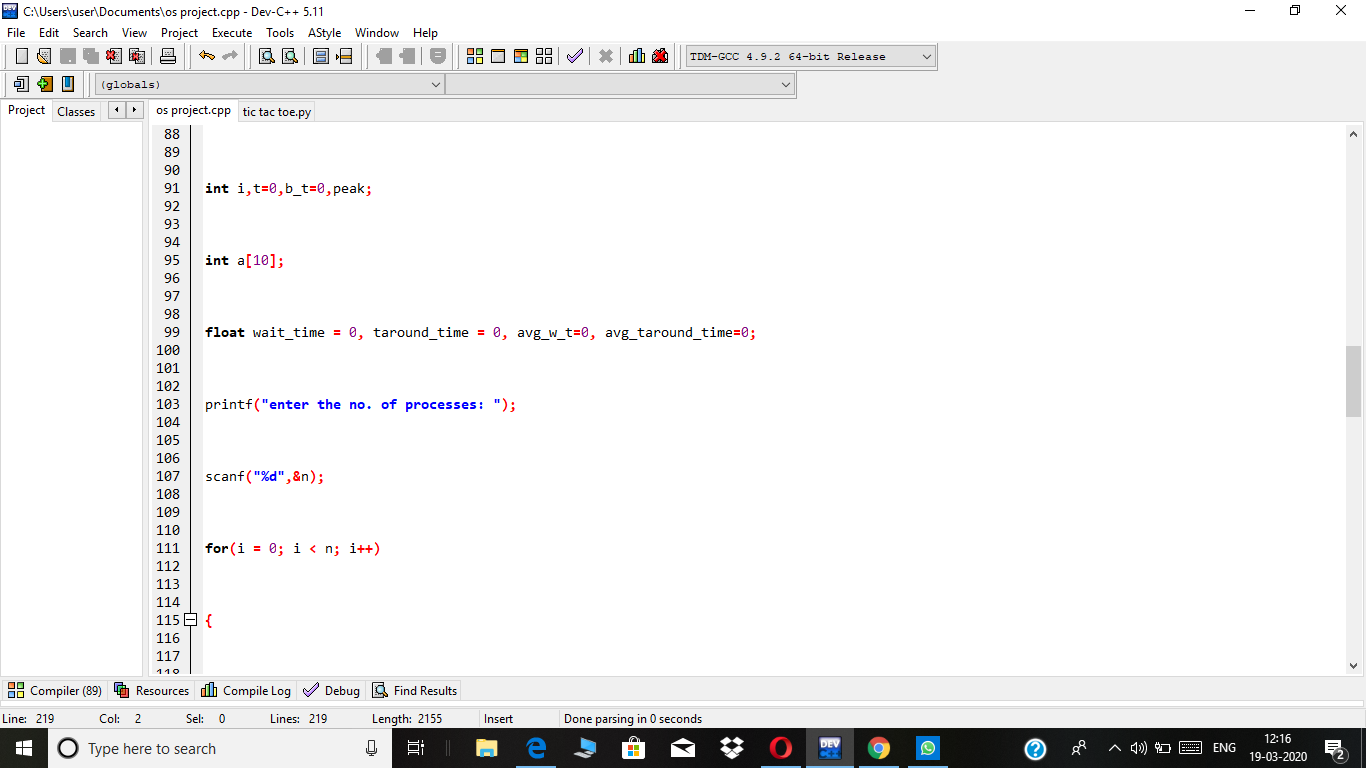 C:\Users\user\Documents\os project.cpp - Dev-C++ 5.11
File Edit Search View Project Execute Tools AStyle Window Help
TDM-GCC 4.9.2 64-bit Release
(globals)
Project Classes os project.cpp tic tac toe.py
88
89
90
91 int i,t=0,b_t=0,peak;
92
93
94
95 int a[10];
96
97
98
99 float wait_time = 0, taround_time = 0, avg_w_t=0, avg_taround_time=0;
100
101
102
103 printf("enter the no. of processes: ");
104
105
106
107 scanf("%d",&n);
108
109
110
111 for(i = 0; i < n; i++)
112
113
114
115 {
116
117
118
Compiler (89) Resources Compile Log Debug Find Results
Line: 219 Col: 2 Sel: 0 Lines: 219 Length: 2155 Insert Done parsing in 0 seconds
Type here to search DEV ENG 12:16
19-03-2020 2